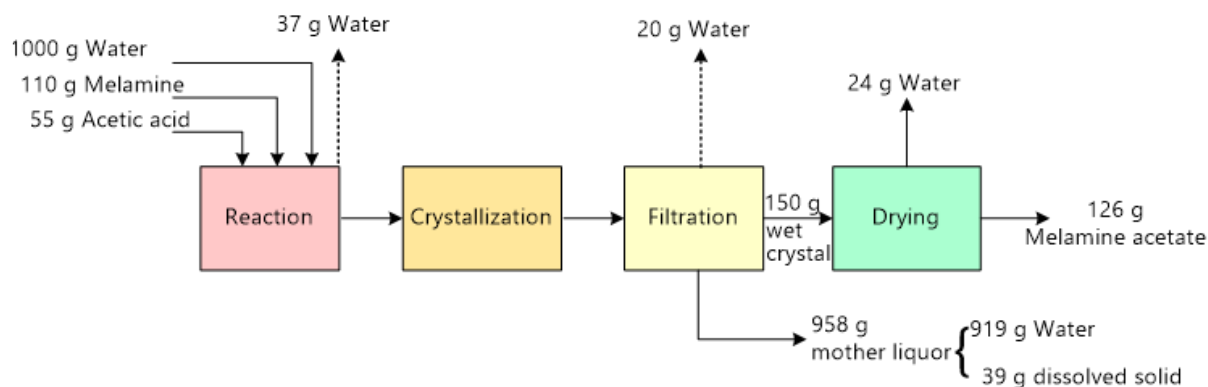 37 g Water
20 g Water
1000 g Water
110 g Melamine
55 g Acetic acid
24 g Water
Reaction
Crystallization
Filtration
150 g
wet
crystal
Drying
126 g
Melamine acetate
958 g
mother liquor
919 g Water
39 g dissolved solid